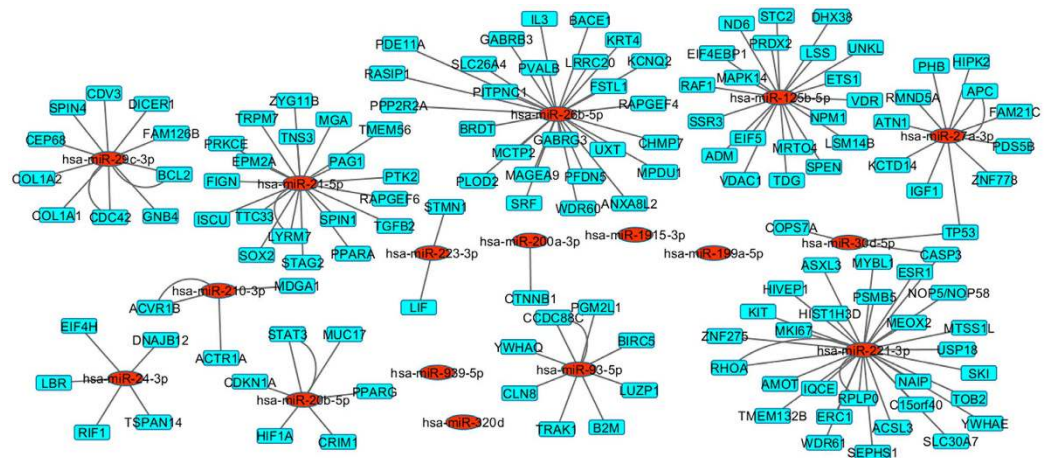 CDV3
SPIN4
DICER1
CEP68
FAM126B
hsa-miR-29c-3p
COL1A2
BCL2
COL1A1
CDC42
GNB4
ZYG11B
TRPM7
MGA
TNS3
TMEM56
PRKCE
EPM2A
PAG1
FIGN
hsa-miR-21-5p
PTK2
RAPGEF6
ISCU
TTC33
SPIN1
TGFB2
LYRM7
SOX2
STAG2
PPARA
IL3
BACE1
GABRB3
KRT4
PDE11A
PVALB
LRRC20
SLC26A4
KCNQ2
RASIP1
PITPNC1
FSTL1
PPP2R2A
RAPGEF4
hsa-miR-26b-5p
BRDT
GABRG3
CHMP7
MCTP2
UXT
PLOD2
MAGEA9
PFDN5
MPDU1
SRF
WDR60
ANXA8L2
ND6
STC2
DHX38
PRDX2
LSS
UNKL
EIF4EBP1
MAPK14
ETS1
RAF1
hsa-miR-125b-5p
VDR
NPM1
SSR3
EIF5
LSM14B
MRTO4
ADM
SPEN
VDAC1
TDG
PHB
HIPK2
RMND5A
APC
FAM21C
ATN1
hsa-miR-27a-3p
PDS5B
KCTD14
ZNF778
IGF1
STMN1
hsa-miR-223-3p
LIF
hsa-miR-200a-3p
CTNNB1
hsa-miR-1915-3p
hsa-miR-199a-5p
COPS7A
hsa-miR-30d-5p
TP53
CASP3
hsa-miR-210-3p
MDGA1
ACVR1B
ACTR1A
EIF4H
DNAJB12
LBR
hsa-miR-24-3p
RIF1
TSPAN14
STAT3
MUC17
CDKN1A
PPARG
hsa-miR-20b-5p
HIF1A
CRIM1
hsa-miR-939-5p
hsa-miR-320d
PGM2L1
CCDC88C
YWHAQ
BIRC5
hsa-miR-93-5p
CLN8
LUZP1
TRAK1
B2M
ASXL3
MYBL1
ESR1
HIVEP1
PSMB5
NOP5/NOP58
KIT
HIST1H3D
MEOX2
ZNF275
MKI67
MTSS1L
RHOA
hsa-miR-221-3p
USP18
SKI
AMOT
IQCE
NAIP
TOB2
RPLP0
C15orf40
TMEM132B
ERC1
ACSL3
YWHAE
WDR61
SEPHS1
SLC30A7